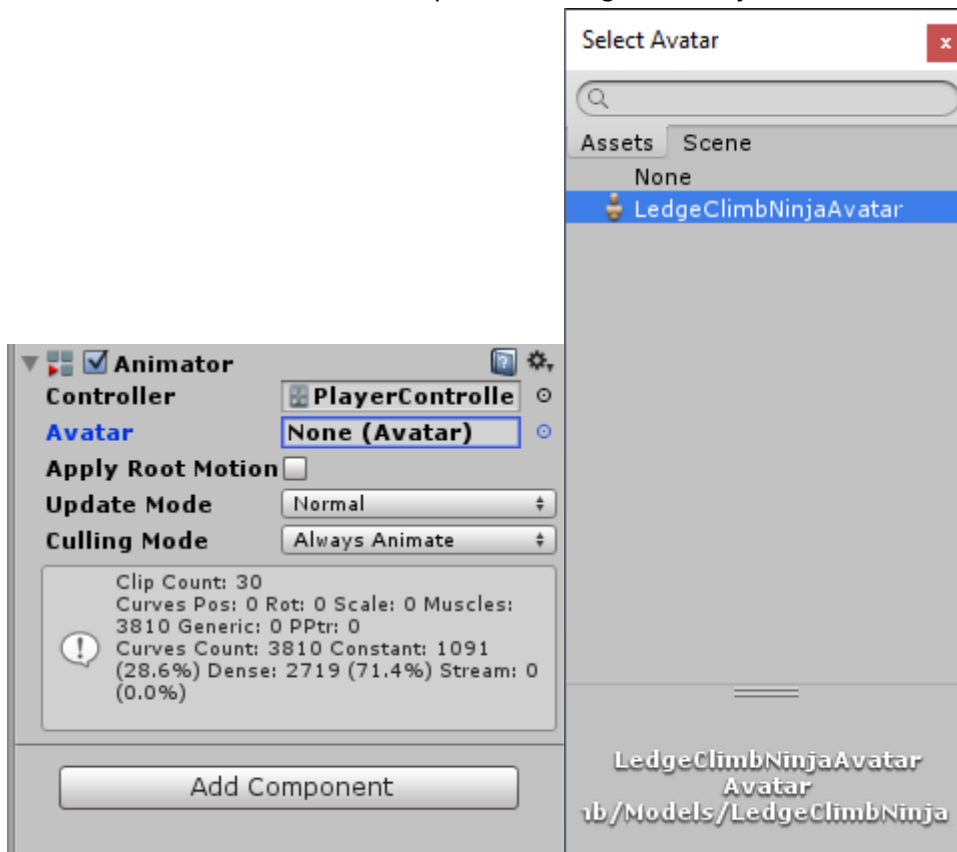 Select Avatar
x
Assets Scene
None
LedgeClimbNinjaAvatar
Animator
Controller PlayerControlle
Avatar None (Avatar)
Apply Root Motion
Update Mode Normal
Culling Mode Always Animate
Clip Count: 30
Curves Pos: 0 Rot: 0 Scale: 0 Muscles:
3810 Generic: 0 PPtr: 0
Curves Count: 3810 Constant: 1091
(28.6%) Dense: 2719 (71.4%) Stream: 0
(0.0%)
Add Component
LedgeClimbNinjaAvatar
Avatar
ıb/Models/LedgeClimbNinja